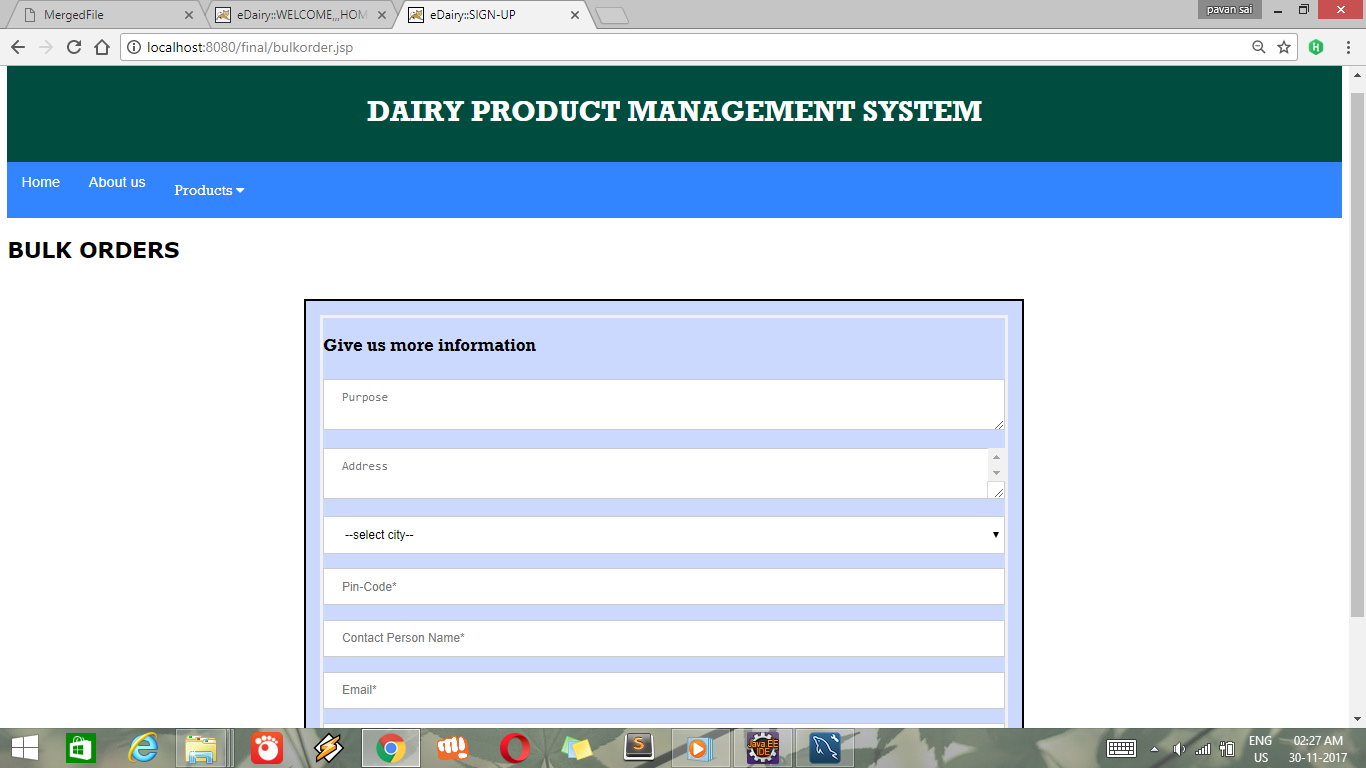 MergedFile
eDairy::WELCOME,,,HOM
eDairy::SIGN-UP
pavan sai
localhost:8080/final/bulkorder.jsp
DAIRY PRODUCT MANAGEMENT SYSTEM
Home
About us
Products
BULK ORDERS
Give us more information
Purpose
Address
--select city--
Pin-Code*
Contact Person Name*
Email*
Java EE
IDE
ENG
US
02:27 AM
30-11-2017